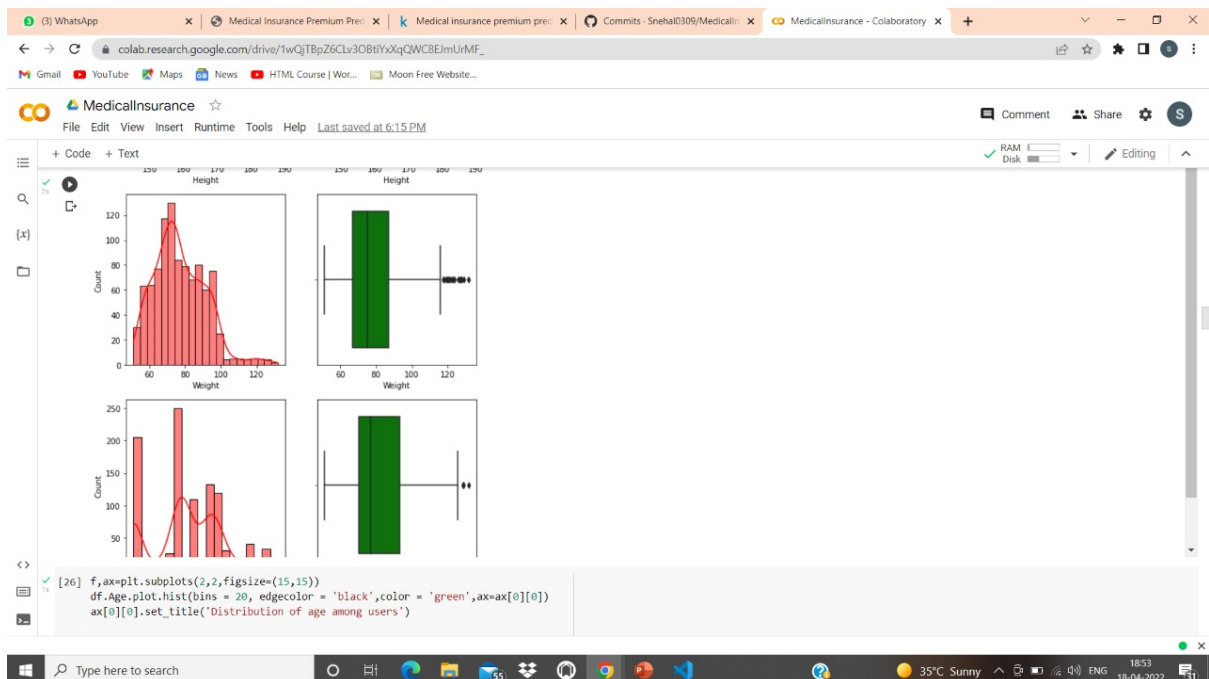 (3) WhatsApp
Medical Insurance Premium Pred
Medical insurance premium pred
Commits · Snehal0309/MedicalIn
MedicalInsurance - Colaboratory
colab.research.google.com/drive/1wQjTBpZ6CLv3OBtiYxXqQWC8EJmUrMF_
Gmail YouTube Maps News HTML Course | Wor... Moon Free Website...
MedicalInsurance
Comment Share S
File Edit View Insert Runtime Tools Help Last saved at 6:15 PM
+ Code + Text
RAM
Disk
Editing
150 160 170 180 190
150 160 170 180 190
Height
Height
2s
{x}
120
100
80
60
40
20
0
Count
60 80 100 120
Weight
60 80 100 120
Weight
250
200
150
100
50
Count
1s
[26] f,ax=plt.subplots(2,2,figsize=(15,15))
df.Age.plot.hist(bins = 20, edgecolor = 'black',color = 'green',ax=ax[0][0])
ax[0][0].set_title('Distribution of age among users')
Type here to search
55
35°C Sunny
ENG
18:53
18-04-2022
31